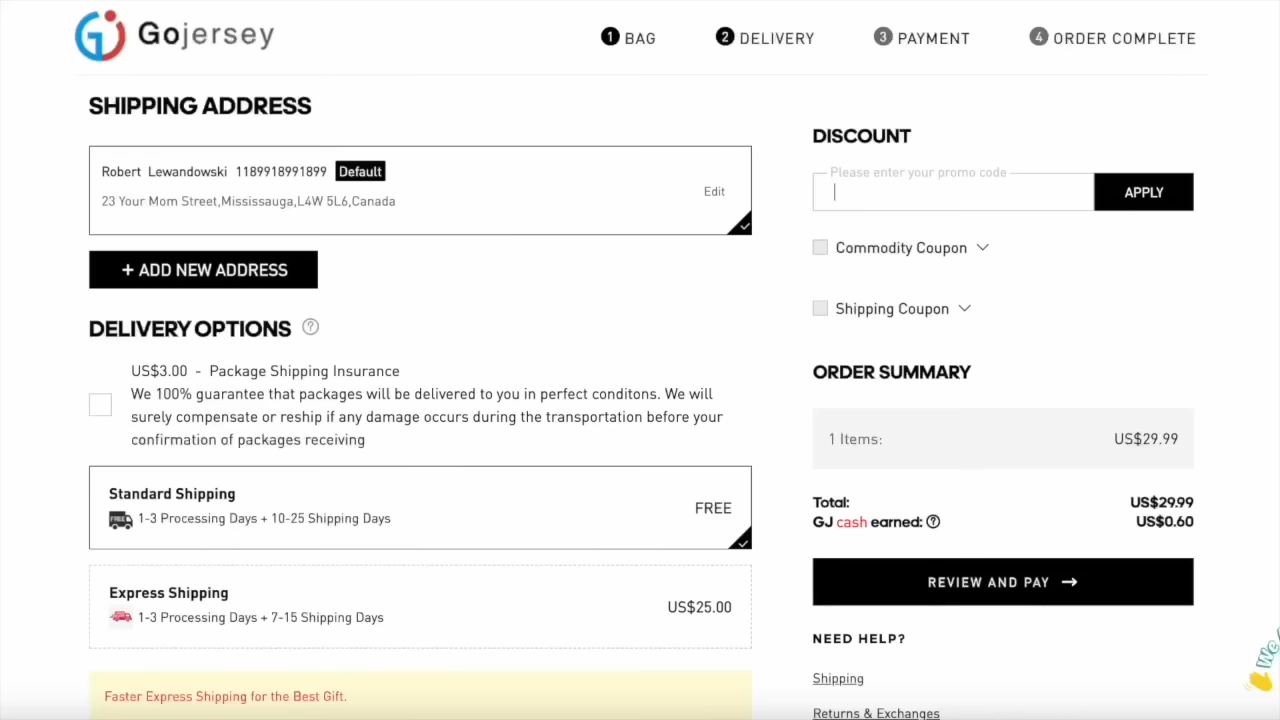 Gojersey
1 BAG
2 DELIVERY
3 PAYMENT
4 ORDER COMPLETE
SHIPPING ADDRESS
Robert Lewandowski 1189918991899 Default
23 Your Mom Street,Mississauga,L4W 5L6,Canada
Edit
+ ADD NEW ADDRESS
DELIVERY OPTIONS ?
US$3.00 - Package Shipping Insurance
We 100% guarantee that packages will be delivered to you in perfect conditons. We will
surely compensate or reship if any damage occurs during the transportation before your
confirmation of packages receiving
Standard Shipping
FREE 1-3 Processing Days + 10-25 Shipping Days
FREE
Express Shipping
1-3 Processing Days + 7-15 Shipping Days
US$25.00
Faster Express Shipping for the Best Gift.
DISCOUNT
Please enter your promo code
APPLY
Commodity Coupon
Shipping Coupon
ORDER SUMMARY
1 Items: US$29.99
Total: US$29.99
GJ cash earned: ? US$0.60
REVIEW AND PAY →
NEED HELP?
Shipping
Returns & Exchanges
We